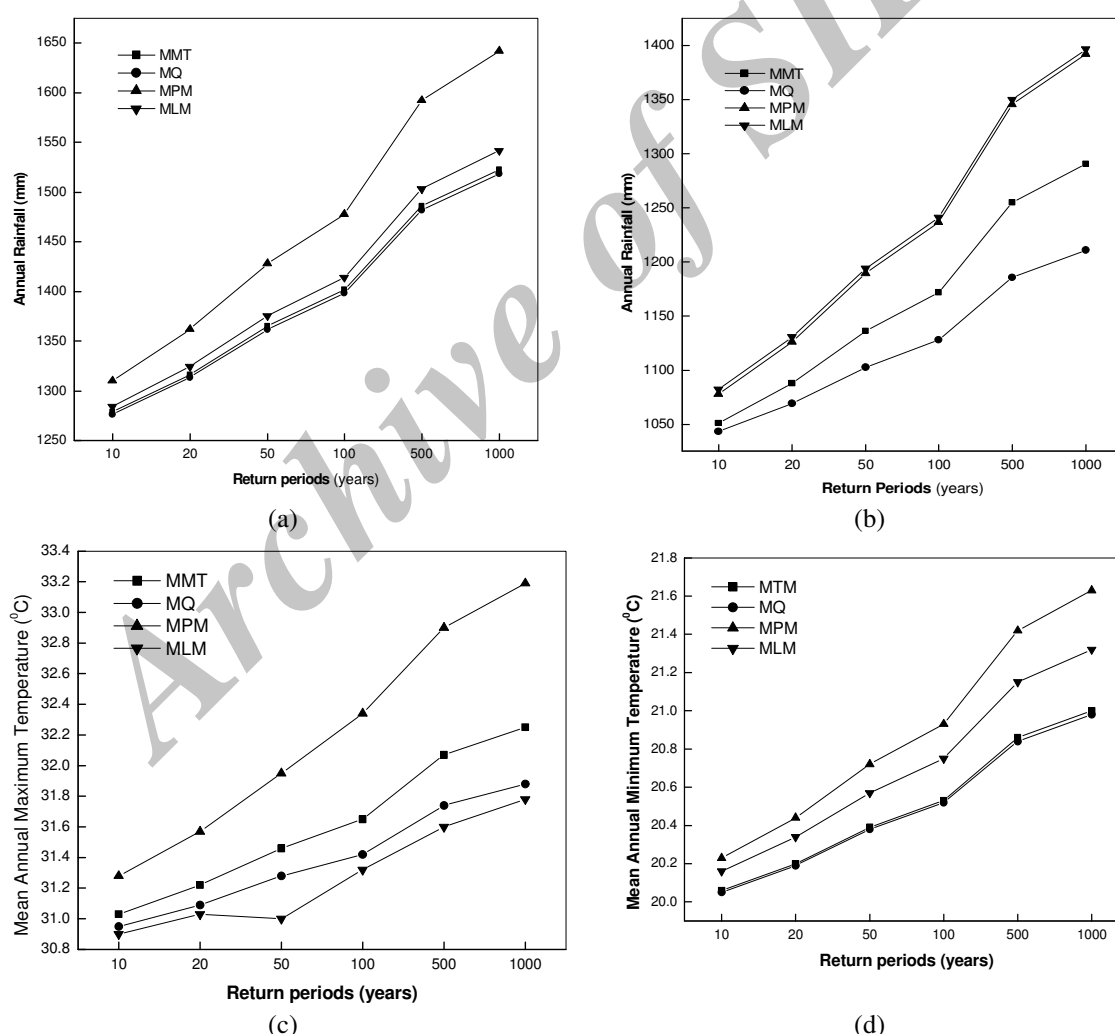 MMT
MQ
MPM
MLM
1650
1600
1550
1500
1450
1400
1350
1300
1250
Annual Rainfall (mm)
10 20 50 100 500 1000
Return periods (years)
(a)
MMT
MQ
MPM
MLM
1400
1350
1300
1250
1200
1150
1100
1050
Annual Rainfall (mm)
10 20 50 100 500 1000
Return Periods (years)
(b)
MMT
MQ
MPM
MLM
33.4
33.2
33.0
32.8
32.6
32.4
32.2
32.0
31.8
31.6
31.4
31.2
31.0
30.8
Mean Annual Maximum Temperature (⁰C)
10 20 50 100 500 1000
Return periods (years)
(c)
MTM
MQ
MPM
MLM
21.8
21.6
21.4
21.2
21.0
20.8
20.6
20.4
20.2
20.0
Mean Annual Minimum Temperature (⁰C)
10 20 50 100 500 1000
Return periods (years)
(d)
Archive of